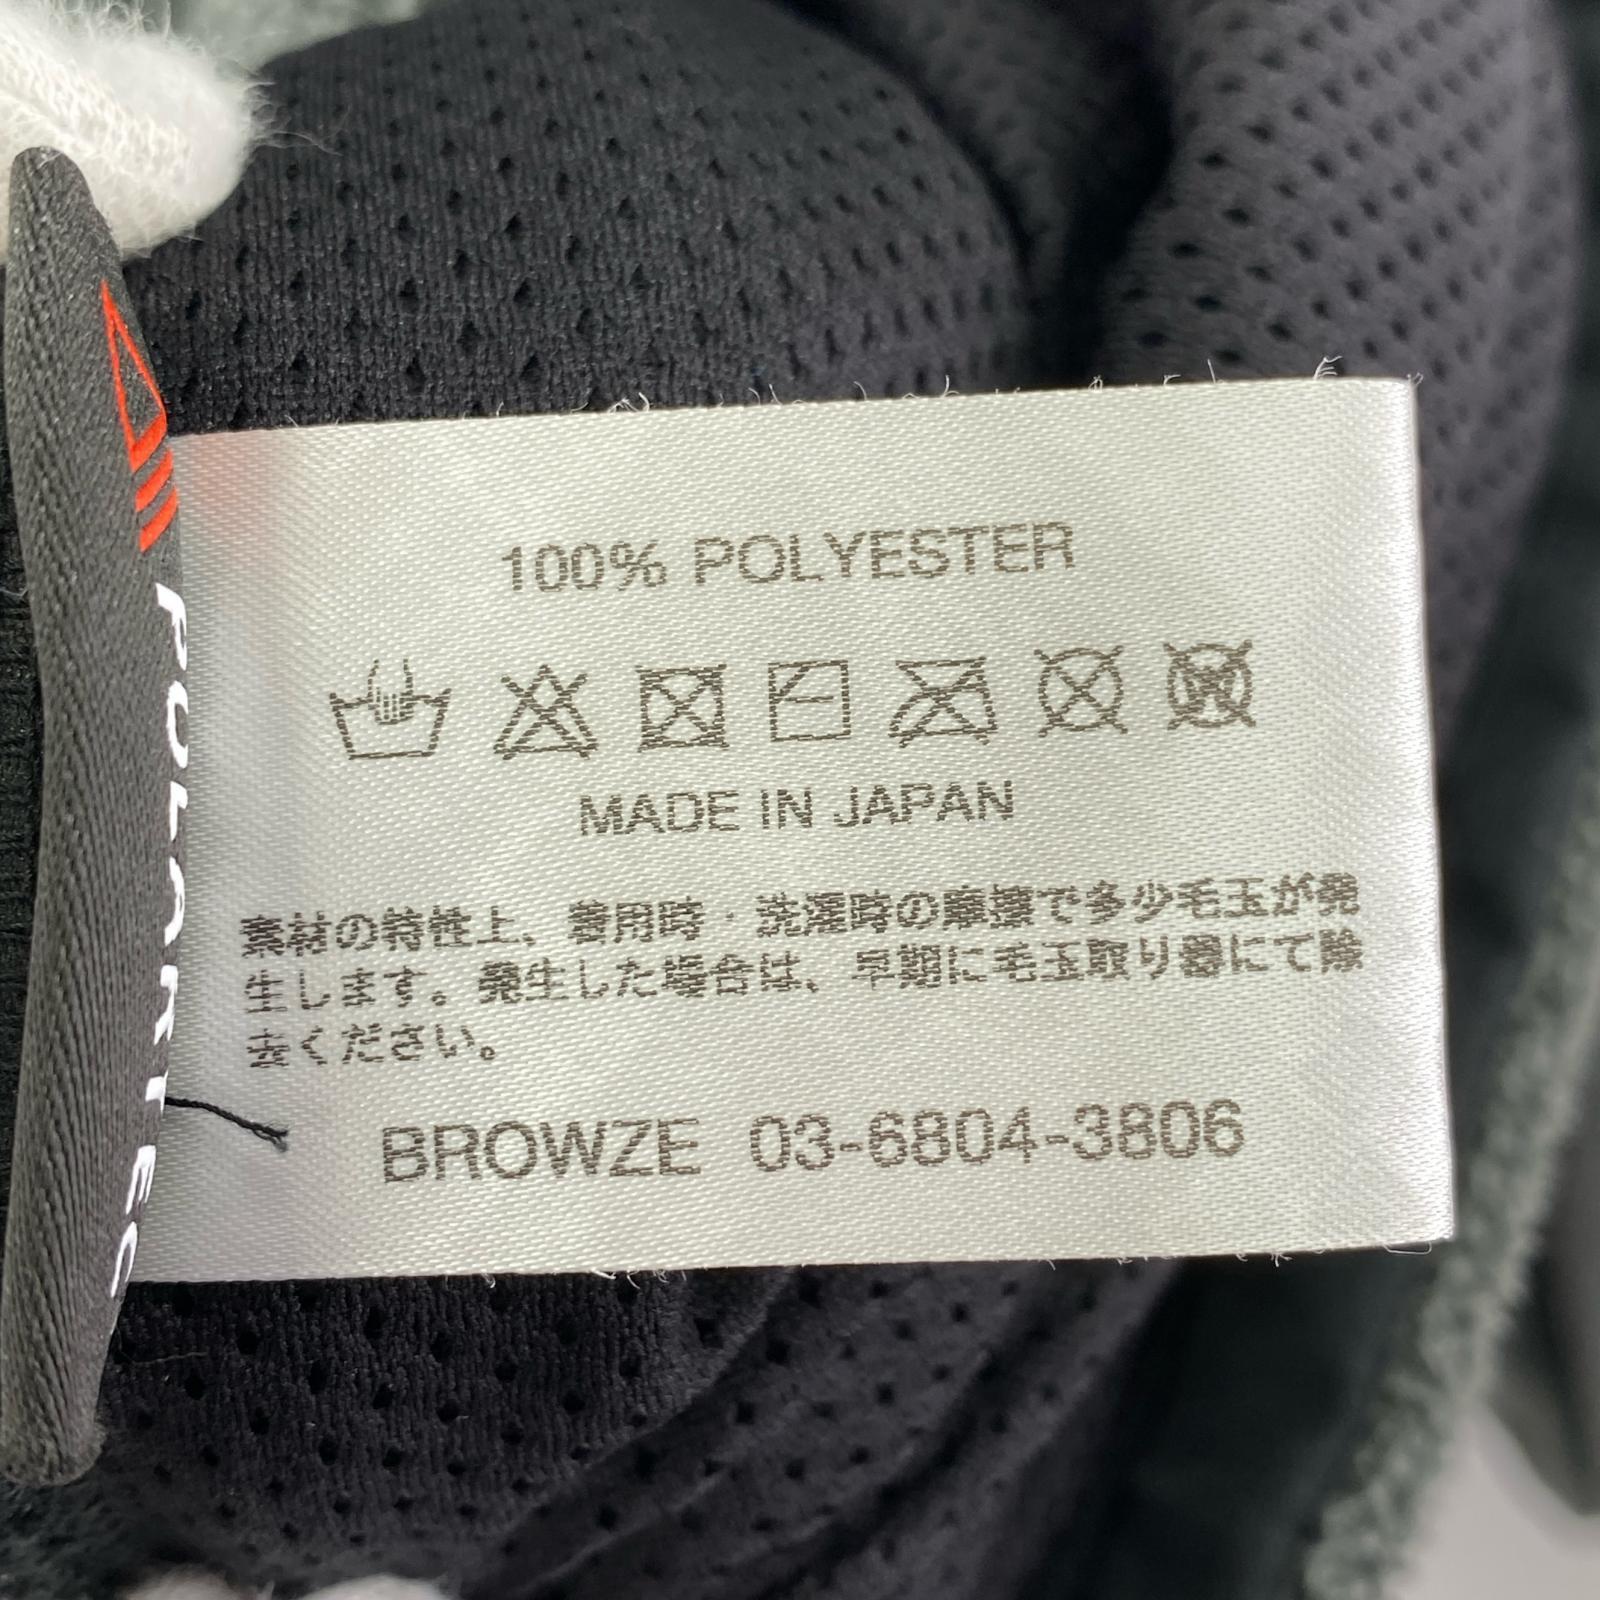 100% POLYESTER
MADE IN JAPAN
素材の特性上、着用時・洗濯時の摩擦で多少毛玉が発
生します。発生した場合は、早期に毛玉取り器にて除
去ください。
BROWZE 03-6804-3806
POLARTEC